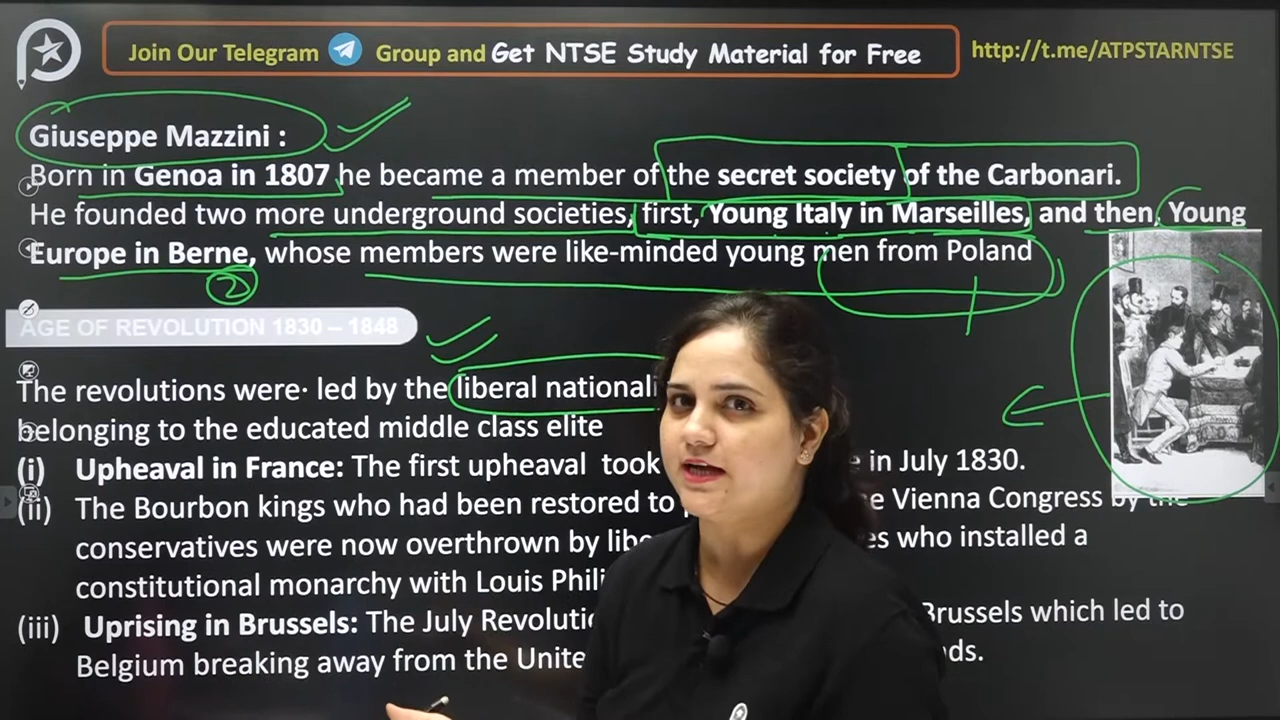 Join Our Telegram Group and Get NTSE Study Material for Free
http://t.me/ATPSTARNTSE
Giuseppe Mazzini :
Born in Genoa in 1807 he became a member of the secret society of the Carbonari.
He founded two more underground societies, first, Young Italy in Marseilles, and then, Young
Europe in Berne, whose members were like-minded young men from Poland
2
AGE OF REVOLUTION 1830 – 1848
The revolutions were· led by the liberal nationali
belonging to the educated middle class elite
(i) Upheaval in France: The first upheaval took e in July 1830.
(ii) The Bourbon kings who had been restored to e Vienna Congress by the
conservatives were now overthrown by libe es who installed a
constitutional monarchy with Louis Phili
(iii) Uprising in Brussels: The July Revolutio Brussels which led to
Belgium breaking away from the Unite nds.